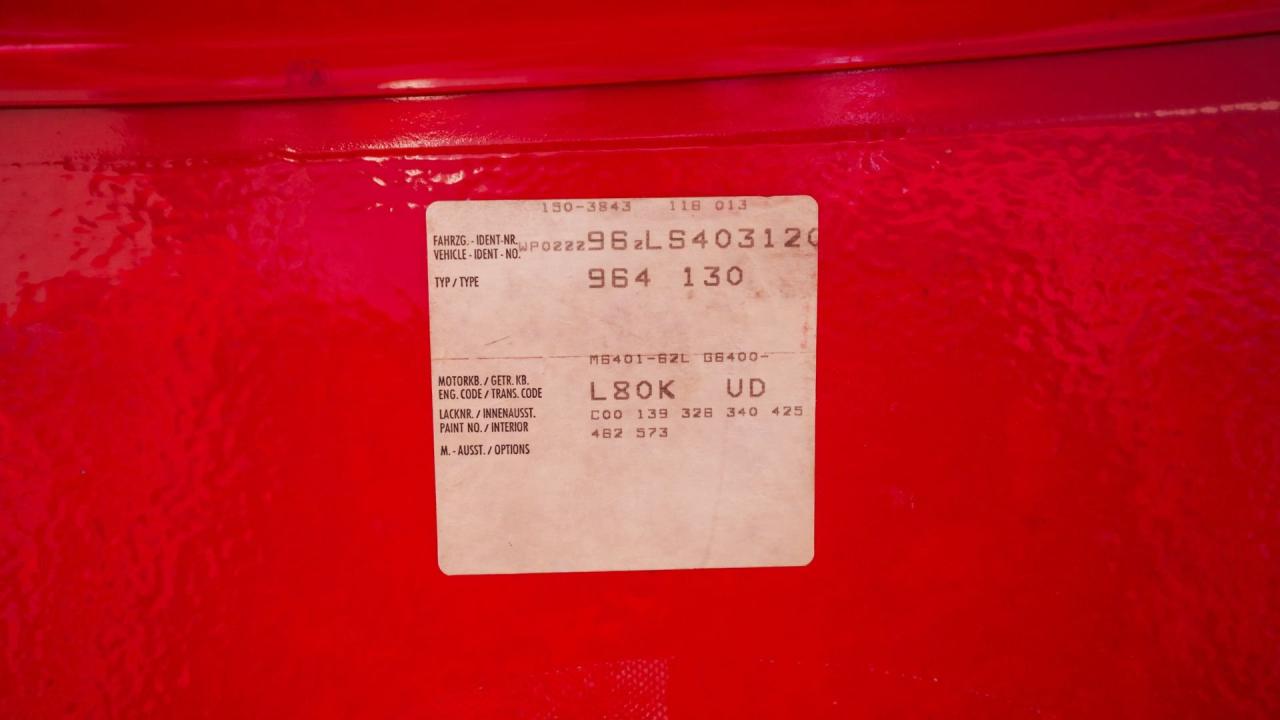 150-3843 118 013
FAHRZG. - IDENT-NR.
VEHICLE - IDENT - NO. WP0ZZZ96ZLS403120
TYP / TYPE 964 130
M6401-62L G6400-
MOTORKB. / GETR. KB.
ENG. CODE / TRANS. CODE L80K UD
LACKNR. / INNENAUSST. C00 139 326 340 425
PAINT NO. / INTERIOR 462 573
M. - AUSST. / OPTIONS